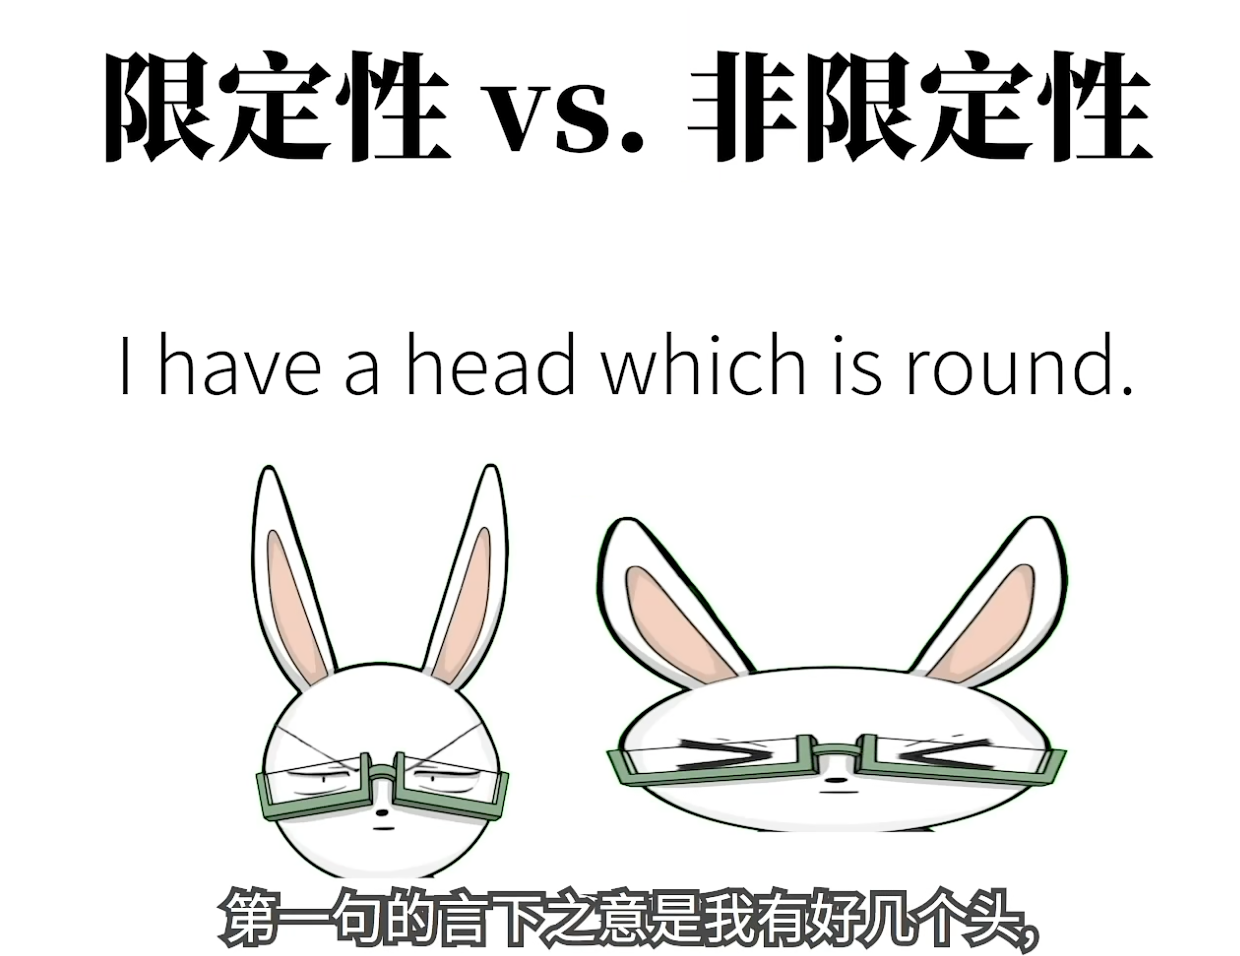 限定性 vs. 非限定性
I have a head which is round.
第一句的言下之意是我有好几个头,